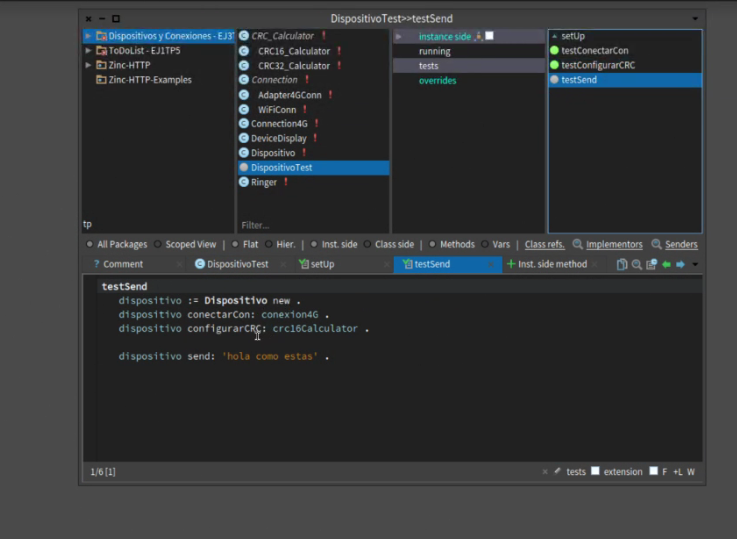 DispositivoTest>>testSend
Dispositivos y Conexiones - EJ3T
ToDoList - EJ1TP5
Zinc-HTTP
Zinc-HTTP-Examples
tp
CRC_Calculator !
CRC16_Calculator !
CRC32_Calculator !
Connection !
Adapter4GConn !
WiFiConn !
Connection4G !
DeviceDisplay !
Dispositivo !
DispositivoTest
Ringer !
Filter...
instance side
running
tests
overrides
setUp
testConectarCon
testConfigurarCRC
testSend
All Packages Scoped View | Flat Hier. | Inst. side Class side | Methods Vars | Class refs. Implementors Senders
? Comment × DispositivoTest × setUp × testSend × + Inst. side method
testSend
dispositivo := Dispositivo new .
dispositivo conectarCon: conexion4G .
dispositivo configurarCRC: crc16Calculator .
dispositivo send: 'hola como estas' .
1/6 [1] × tests extension F +L W